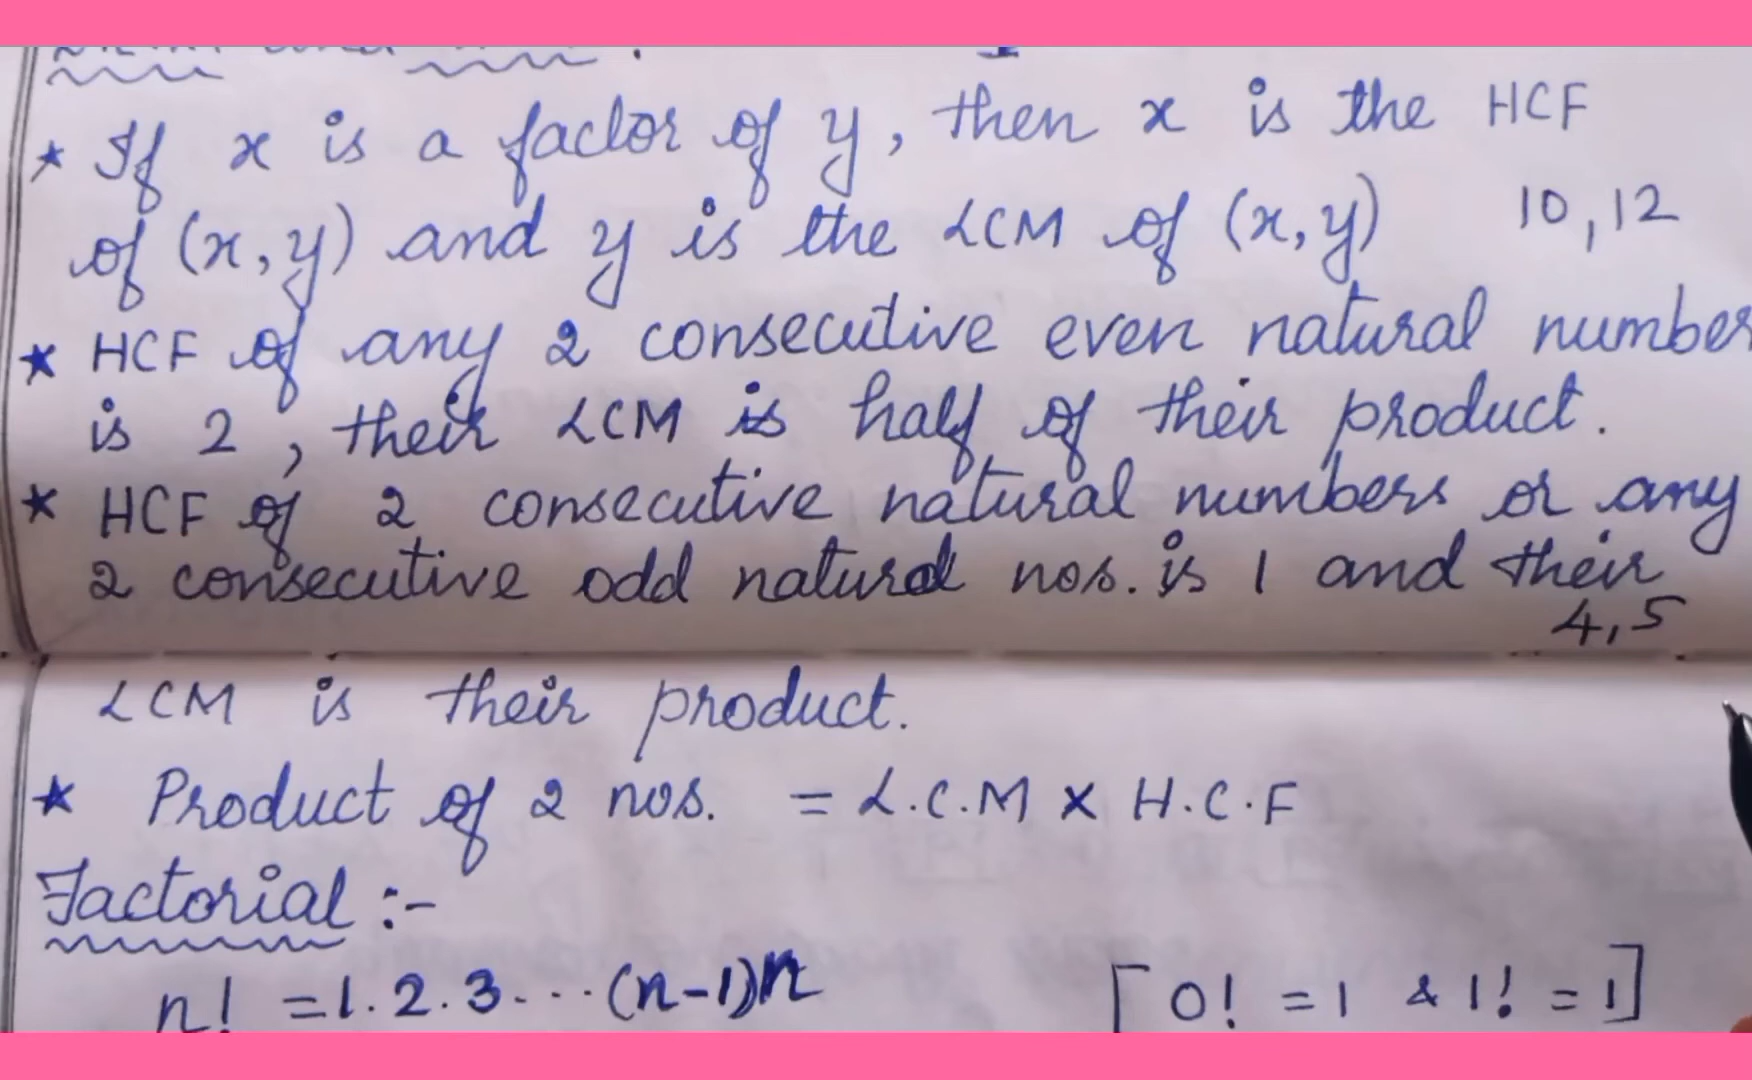 * If x is a factor of y, then x is the HCF
of (x, y) and y is the LCM of (x, y) 10, 12
* HCF of any 2 consecutive even natural number
is 2, their LCM is half of their product.
* HCF of 2 consecutive natural numbers or any
2 consecutive odd natural nos. is 1 and their
4, 5
LCM is their product.
* Product of 2 nos. = L.C.M x H.C.F
Factorial :-
n! = 1.2.3....(n-1)n [0! = 1 & 1! = 1]